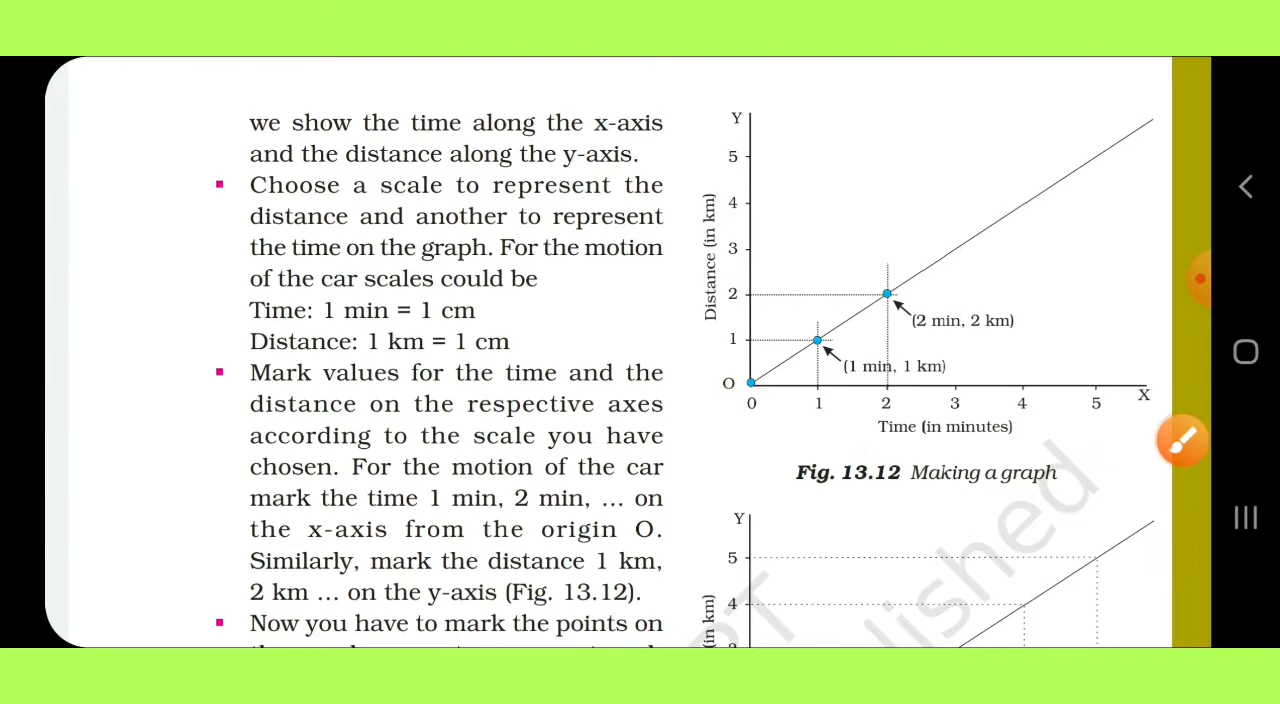 we show the time along the x-axis
and the distance along the y-axis.
Choose a scale to represent the
distance and another to represent
the time on the graph. For the motion
of the car scales could be
Time: 1 min = 1 cm
Distance: 1 km = 1 cm
Mark values for the time and the
distance on the respective axes
according to the scale you have
chosen. For the motion of the car
mark the time 1 min, 2 min, ... on
the x-axis from the origin O.
Similarly, mark the distance 1 km,
2 km ... on the y-axis (Fig. 13.12).
Now you have to mark the points on
Y
5
4
3
2
1
O
Distance (in km)
(2 min, 2 km)
(1 min, 1 km)
0 1 2 3 4 5 X
Time (in minutes)
Fig. 13.12 Making a graph
Y
5
4
(in km)
lished